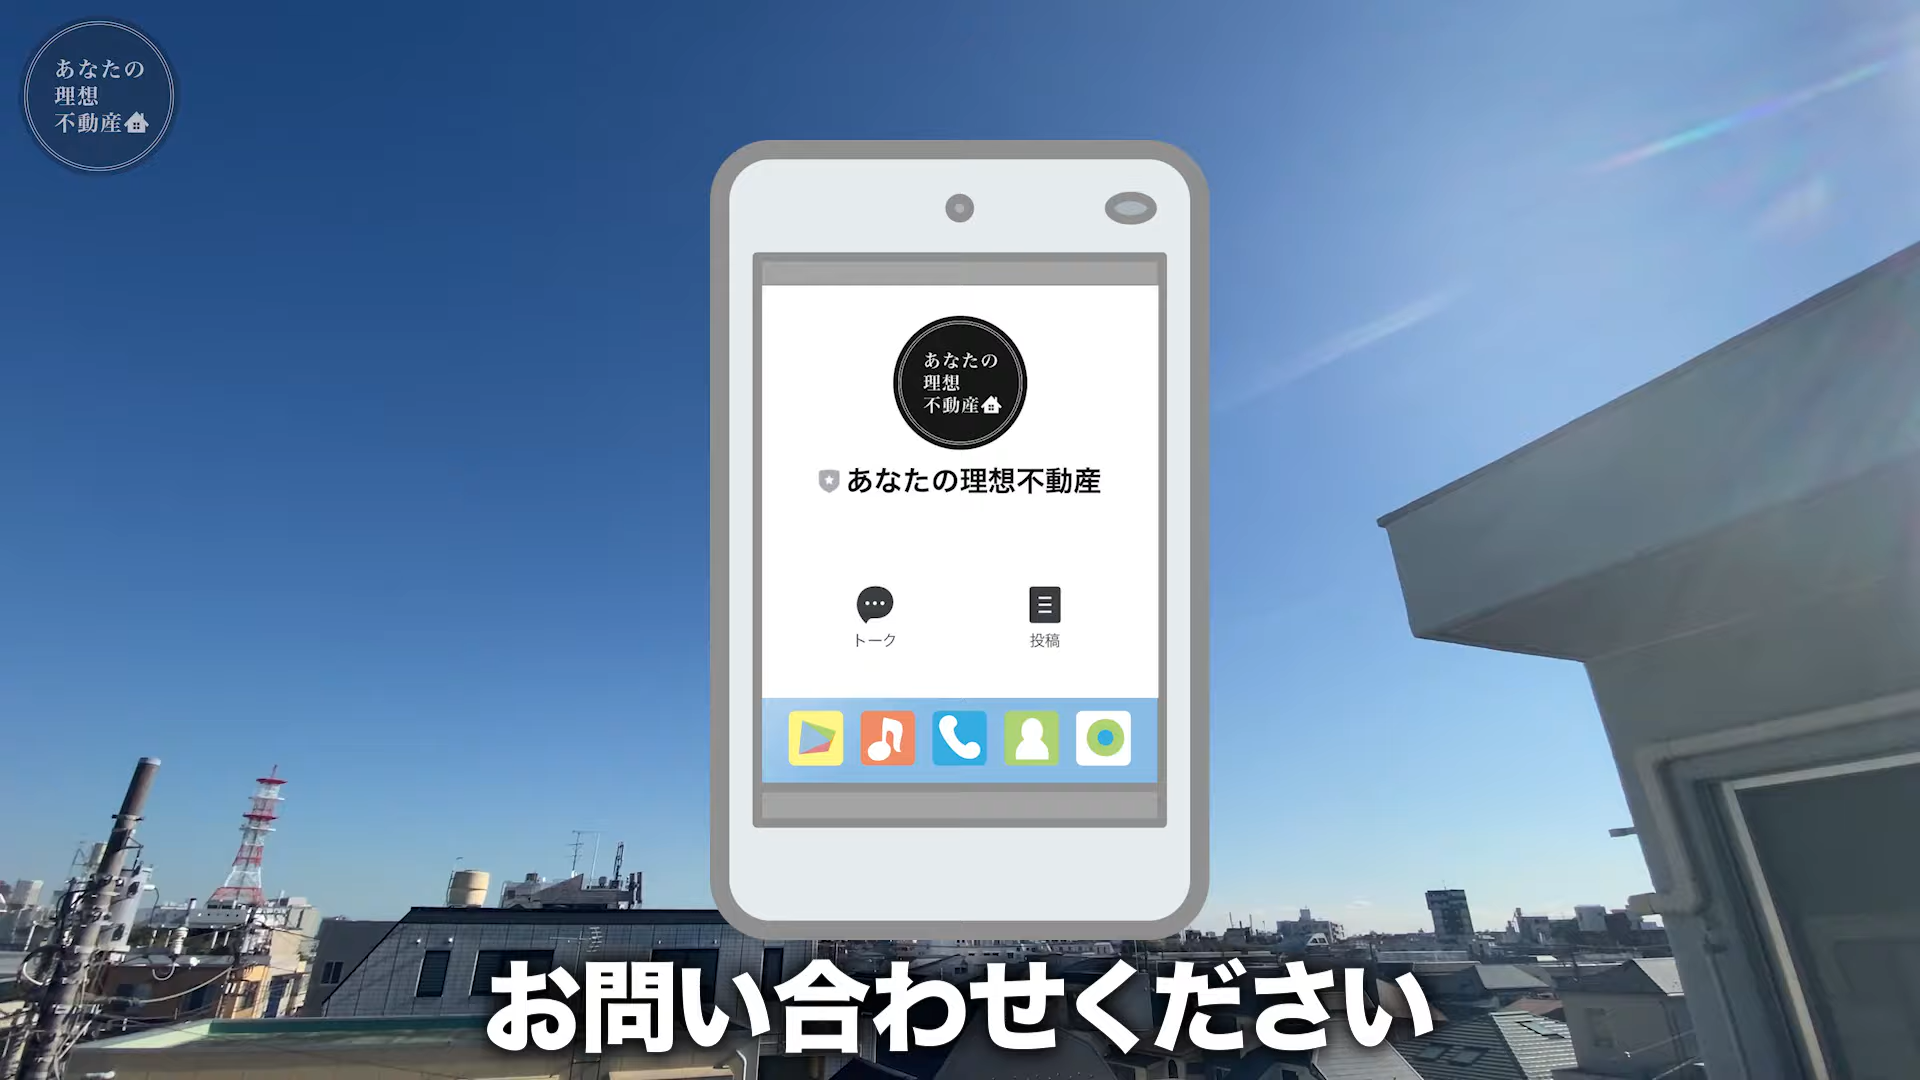 あなたの
理想
不動産
あなたの
理想
不動産
あなたの理想不動産
トーク
投稿
お問い合わせください